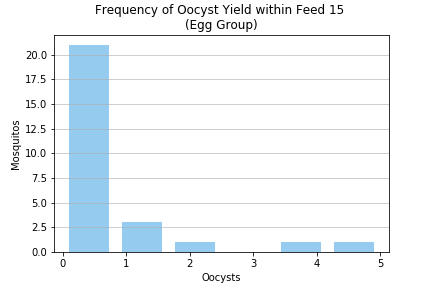 Frequency of Oocyst Yield within Feed 15
(Egg Group)
20.0
17.5
15.0
12.5
10.0
7.5
5.0
2.5
0.0
Mosquitos
0 1 2 3 4 5
Oocysts